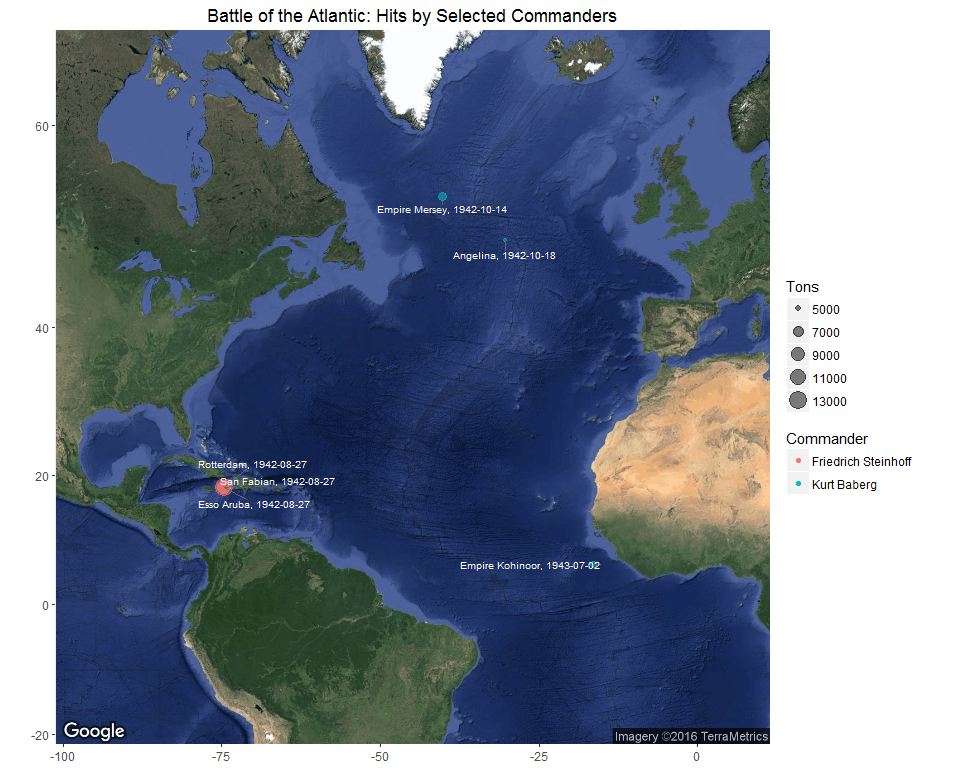 Battle of the Atlantic: Hits by Selected Commanders
60
40
20
0
-20
-100
-75
-50
-25
0
Empire Mersey, 1942-10-14
Angelina, 1942-10-18
Rotterdam, 1942-08-27
San Fabian, 1942-08-27
Esso Aruba, 1942-08-27
Empire Kohinoor, 1943-07-02
Google
Imagery ©2016 TerraMetrics
Tons
5000
7000
9000
11000
13000
Commander
Friedrich Steinhoff
Kurt Baberg